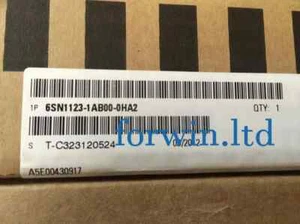 1P 6SN1123-1AB00-0HA2 QTY: 1
forwin.ltd
S T-C323120524
A5E00430917